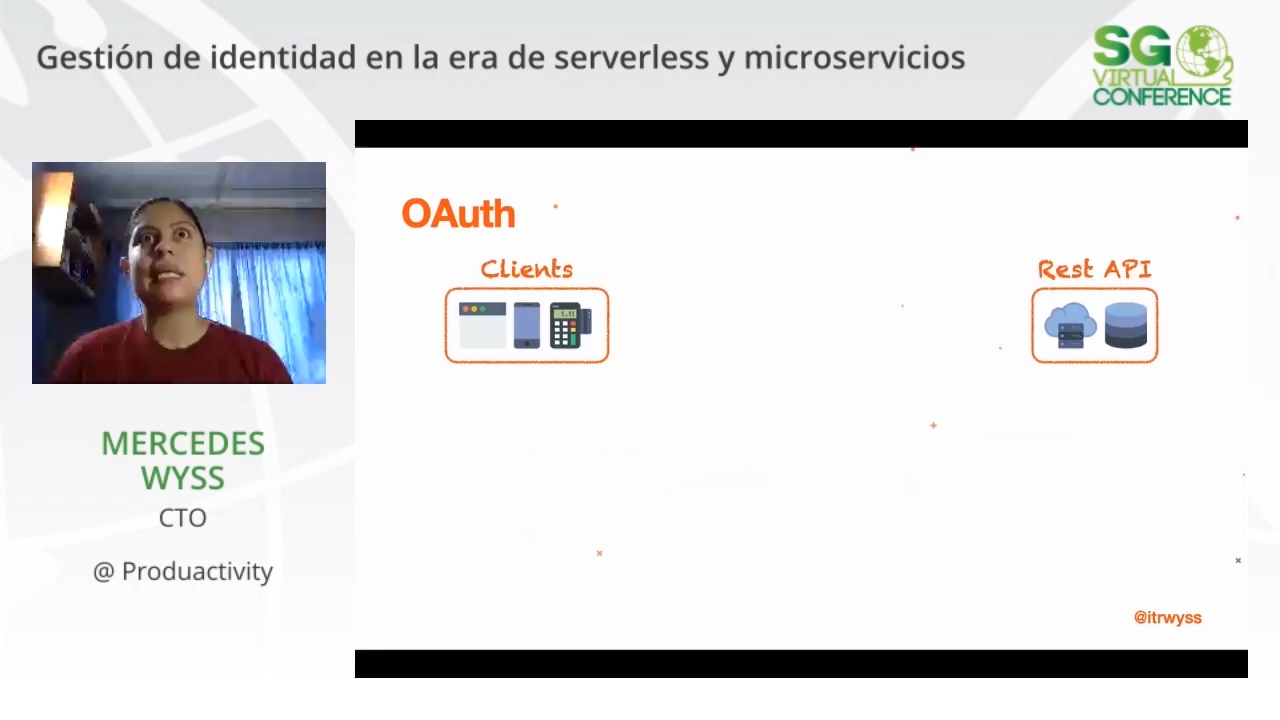 Gestión de identidad en la era de serverless y microservicios
SG
VIRTUAL
CONFERENCE
OAuth
Clients
Rest API
MERCEDES
WYSS
CTO
@ Produactivity
@itrwyss